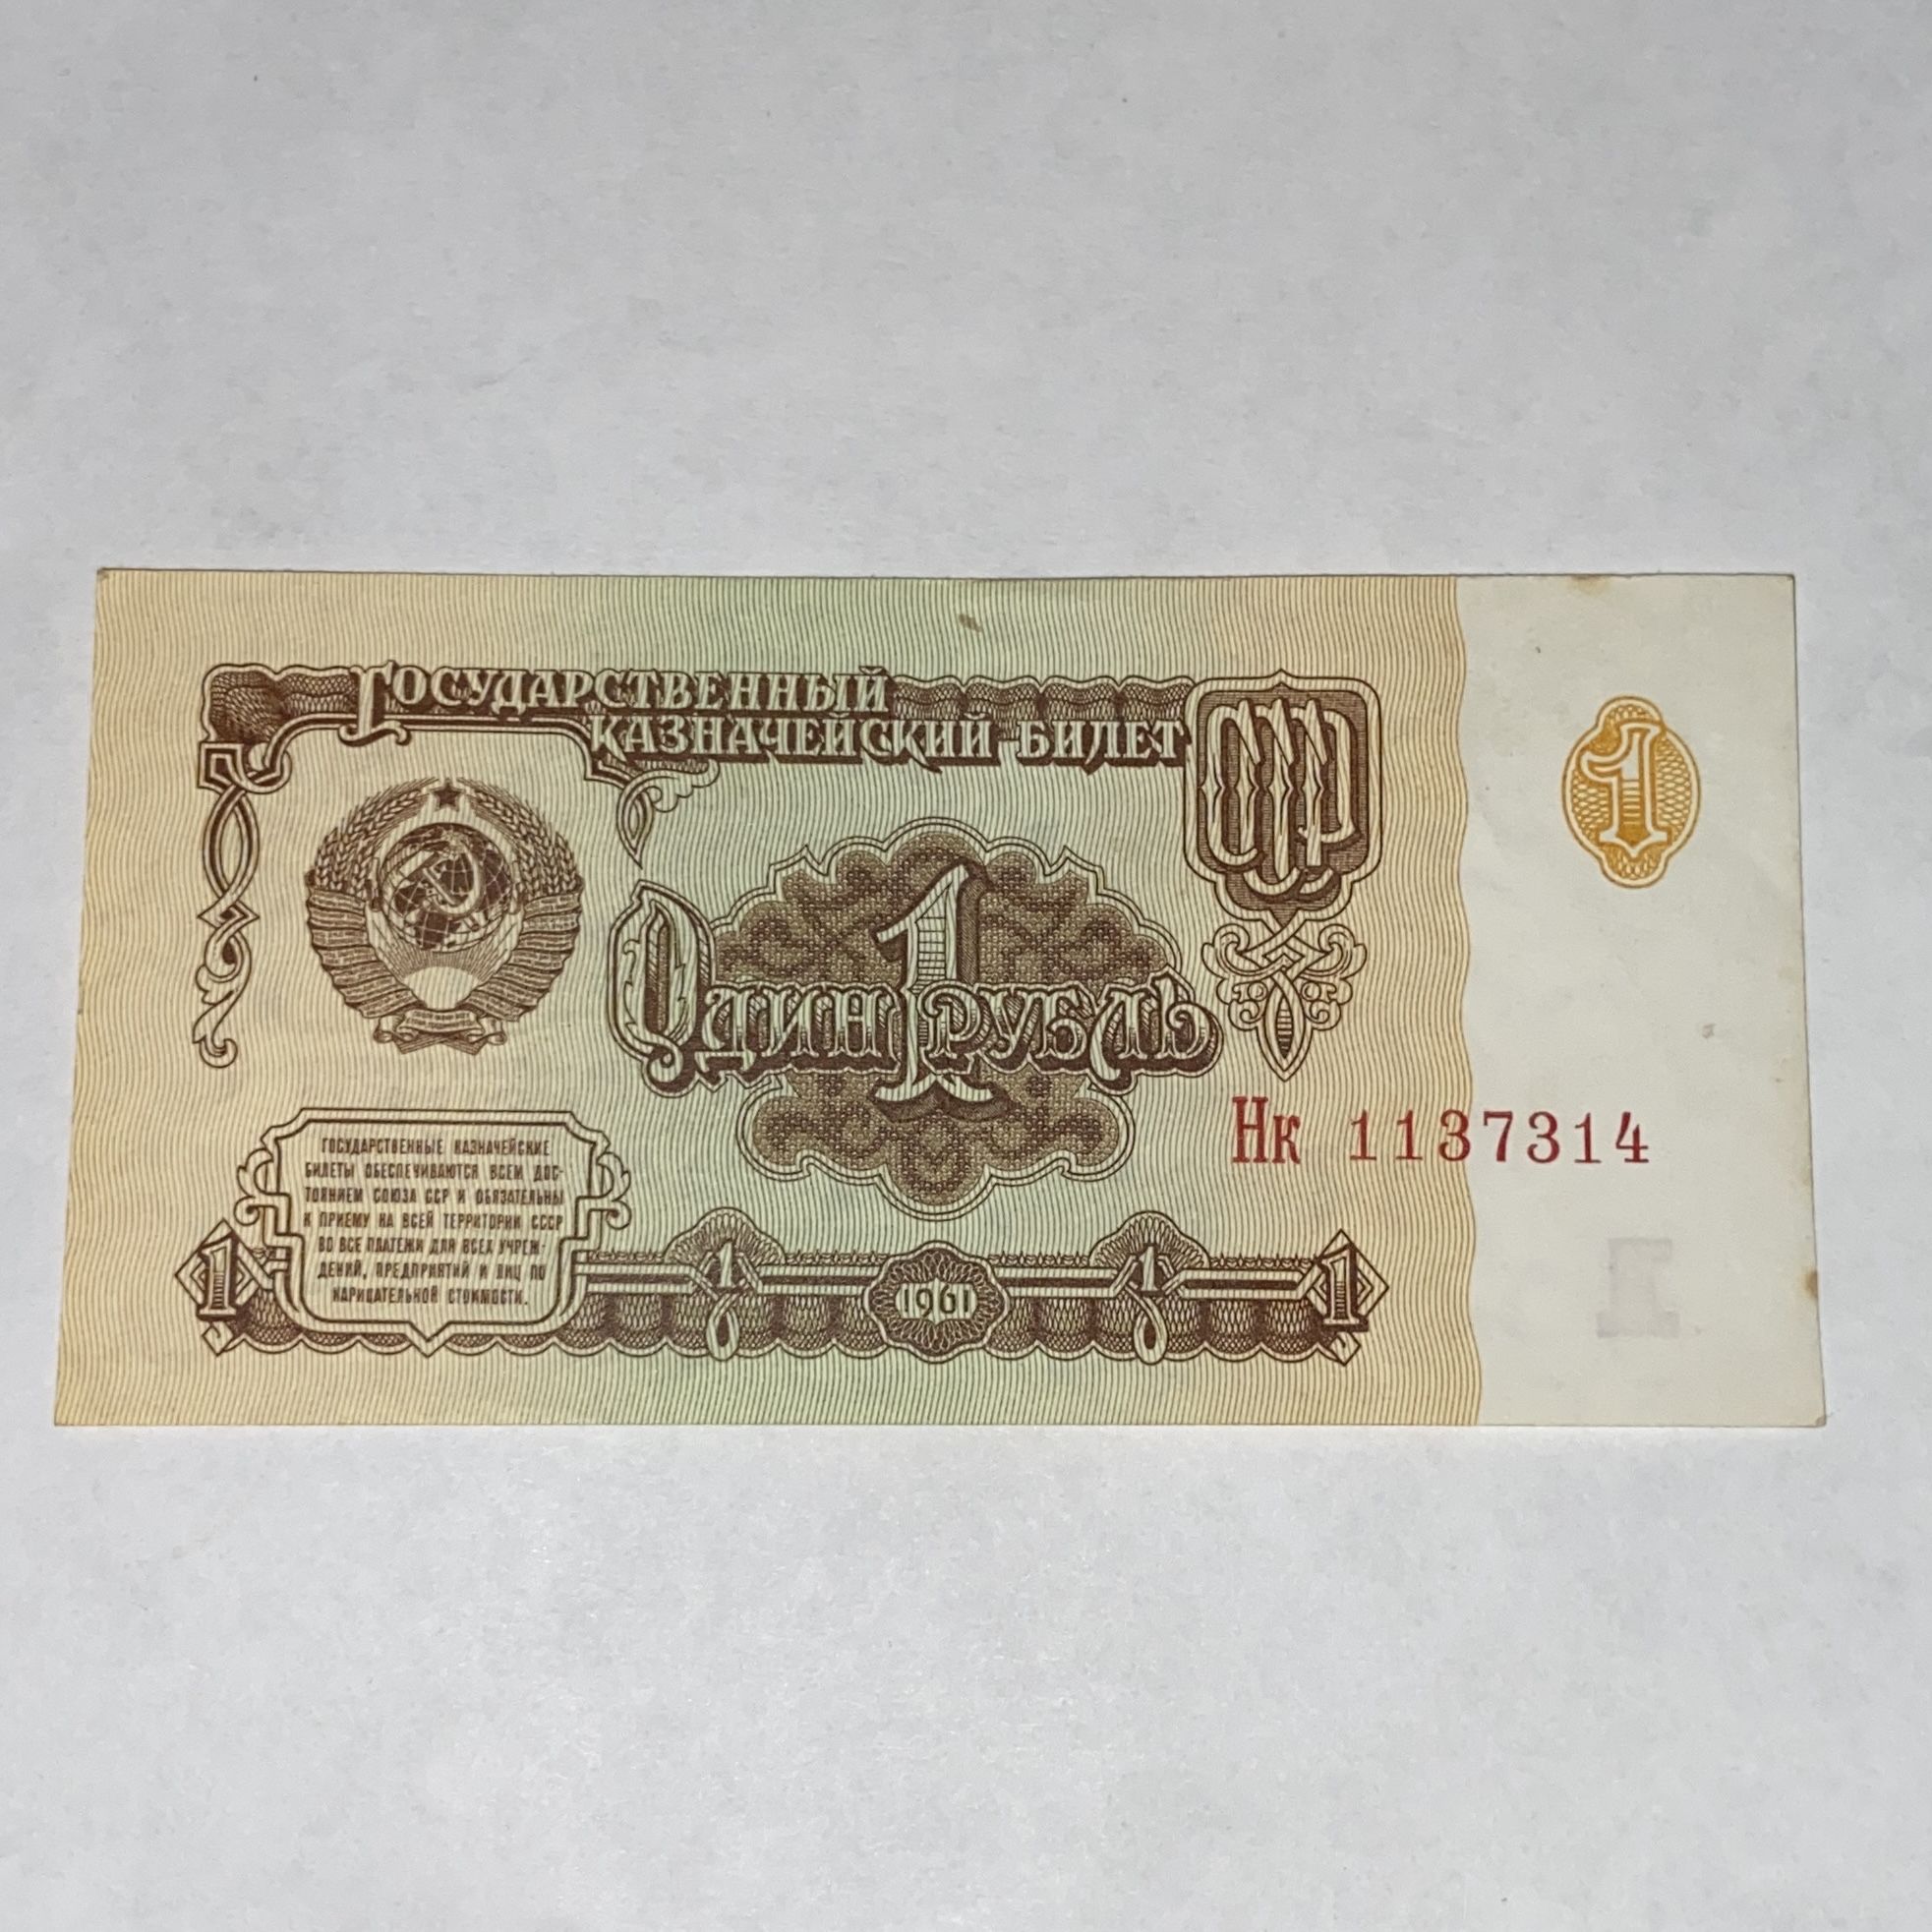 ГОСУДАРСТВЕННЫЙ
КАЗНАЧЕЙСКИЙ БИЛЕТ
СССР
1
1
ОДИН РУБЛЬ
Нк 1137314
ГОСУДАРСТВЕННЫЕ КАЗНАЧЕЙСКИЕ
БИЛЕТЫ ОБЕСПЕЧИВАЮТСЯ ВСЕМ ДОС-
ТОЯНИЕМ СОЮЗА ССР И ОБЯЗАТЕЛЬНЫ
К ПРИЕМУ НА ВСЕЙ ТЕРРИТОРИИ СССР
ВО ВСЕ ПЛАТЕЖИ ДЛЯ ВСЕХ УЧРЕЖ-
ДЕНИЙ, ПРЕДПРИЯТИЙ И ЛИЦ ПО
НАРИЦАТЕЛЬНОЙ СТОИМОСТИ.
1 1 1961 1 1